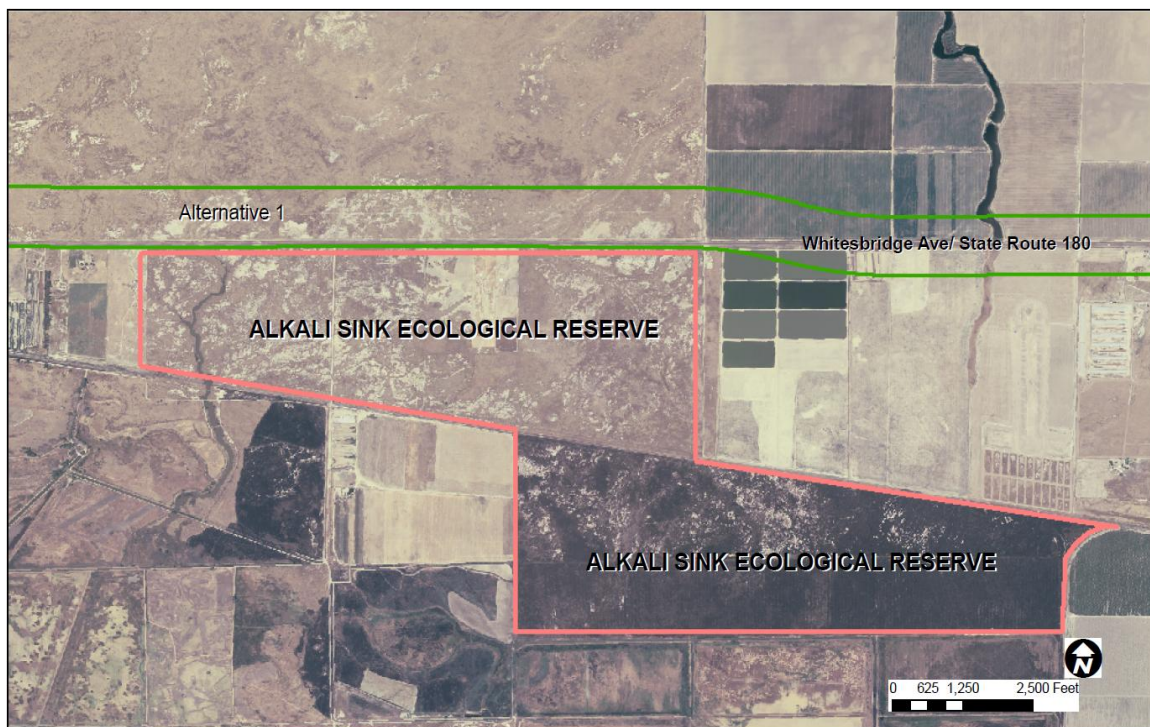 Alternative 1
Whitesbridge Ave/ State Route 180
ALKALI SINK ECOLOGICAL RESERVE
ALKALI SINK ECOLOGICAL RESERVE
N
0 625 1,250 2,500 Feet